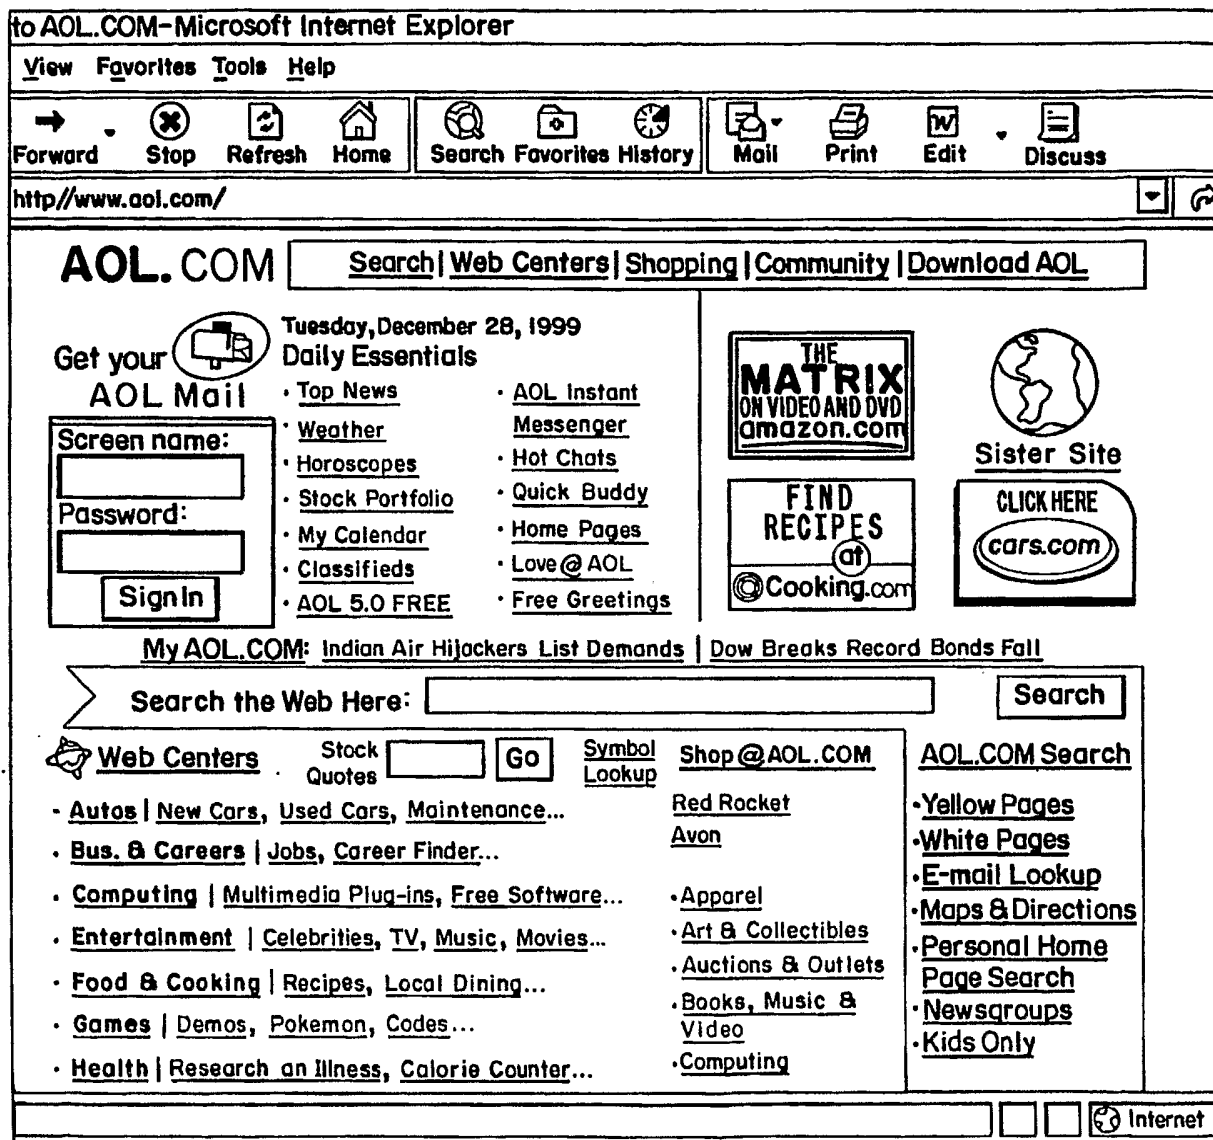 to AOL.COM-Microsoft Internet Explorer
View Favorites Tools Help
Forward Stop Refresh Home Search Favorites History Mail Print Edit Discuss
http//www.aol.com/
AOL.COM Search | Web Centers | Shopping | Community | Download AOL
Get your
AOL Mail
Screen name:
Password:
Sign In
Tuesday, December 28, 1999
Daily Essentials
· Top News
· Weather
· Horoscopes
· Stock Portfolio
· My Calendar
· Classifieds
· AOL 5.0 FREE
· AOL Instant
Messenger
· Hot Chats
· Quick Buddy
· Home Pages
· Love@AOL
· Free Greetings
THE
MATRIX
ON VIDEO AND DVD
amazon.com
Sister Site
FIND
RECIPES
at
Cooking.com
CLICK HERE
cars.com
My AOL.COM: Indian Air Hijackers List Demands | Dow Breaks Record Bonds Fall
Search the Web Here: Search
Web Centers Stock
Quotes Go Symbol
Lookup
· Autos | New Cars, Used Cars, Maintenance...
· Bus. & Careers | Jobs, Career Finder...
· Computing | Multimedia Plug-ins, Free Software...
· Entertainment | Celebrities, TV, Music, Movies...
· Food & Cooking | Recipes, Local Dining...
· Games | Demos, Pokemon, Codes...
· Health | Research an Illness, Calorie Counter...
Shop@AOL.COM
Red Rocket
Avon
· Apparel
· Art & Collectibles
· Auctions & Outlets
· Books, Music &
Video
· Computing
AOL.COM Search
· Yellow Pages
· White Pages
· E-mail Lookup
· Maps & Directions
· Personal Home
Page Search
· Newsgroups
· Kids Only
Internet